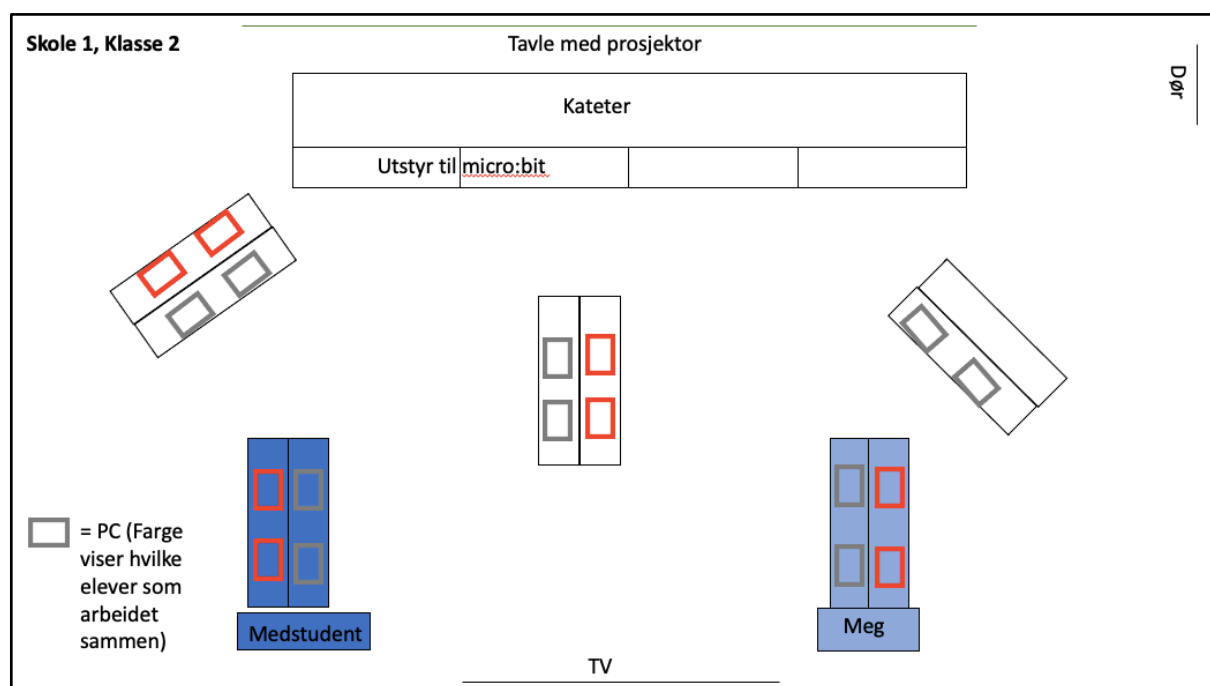 Skole 1, Klasse 2
Tavle med prosjektor
Dør
Kateter
Utstyr til micro:bit
= PC (Farge
viser hvilke
elever som
arbeidet
sammen)
Medstudent
Meg
TV